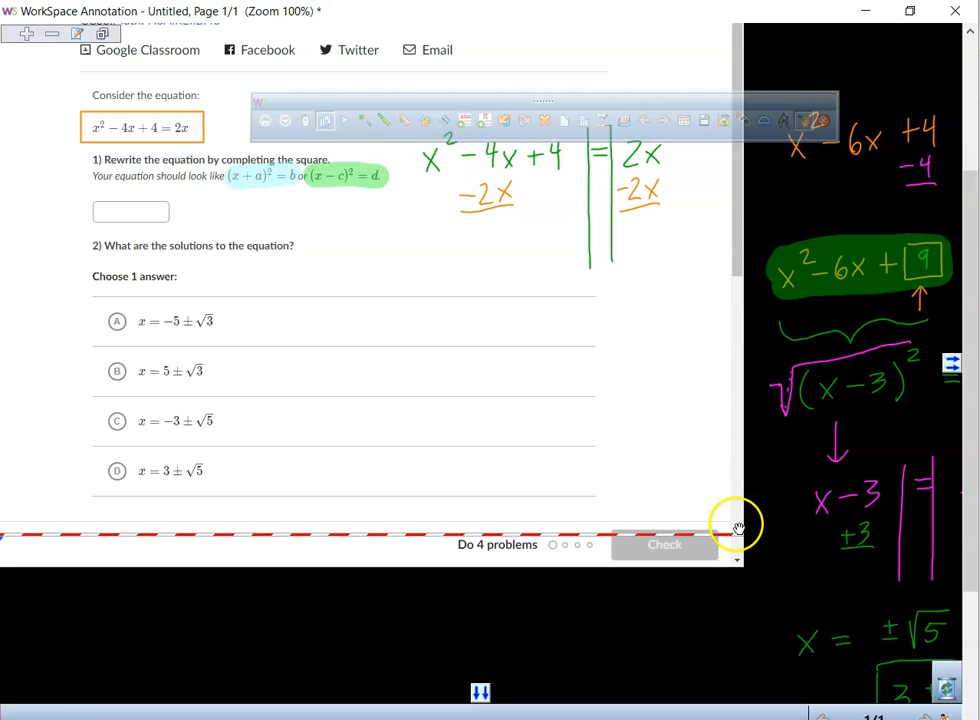 WorkSpace Annotation - Untitled, Page 1/1 (Zoom 100%) *
Google Classroom Facebook Twitter Email
Consider the equation:
x² − 4x + 4 = 2x
1) Rewrite the equation by completing the square.
Your equation should look like (x + a)² = b or (x − c)² = d.
2) What are the solutions to the equation?
Choose 1 answer:
A x = −5 ± √3
B x = 5 ± √3
C x = −3 ± √5
D x = 3 ± √5
Do 4 problems
Check
x² − 4x + 4 = 2x
−2x −2x
x² − 6x + 4
−4
x² − 6x + 9
√(x − 3)² =
x − 3 =
+3
x = ± √5
3
1/1